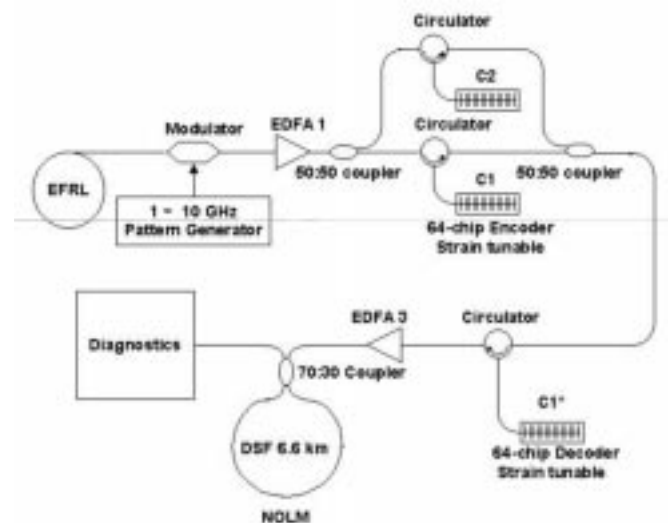 Circulator
C2
EDFA 1
Modulator
Circulator
EFRL
50:50 coupler
50:50 coupler
C1
1 - 10 GHz
Pattern Generator
64-chip Encoder
Strain tunable
EDFA 3
Circulator
Diagnostics
70:30 Coupler
C1*
DSF 6.6 km
64-chip Decoder
Strain tunable
NOLM